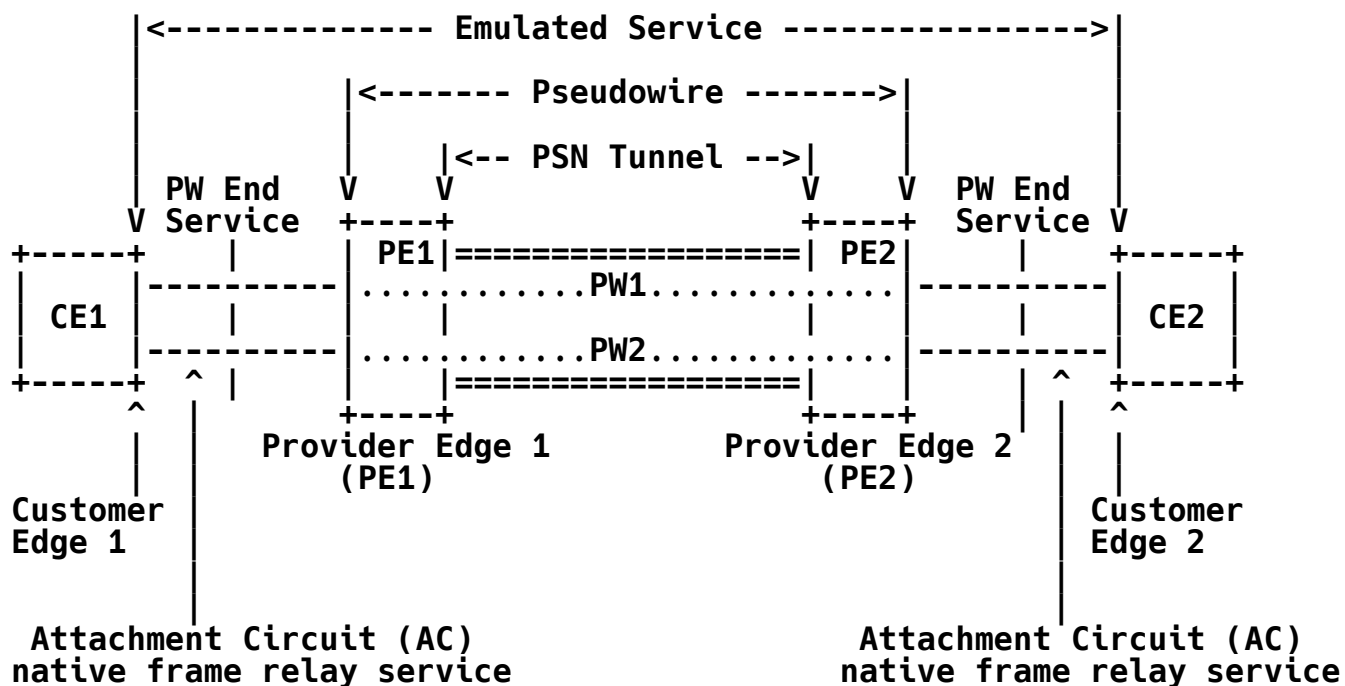 |<-------------- Emulated Service ---------------->|
|<------- Pseudowire ------->|
|<-- PSN Tunnel -->|
PW End V V V V PW End
V Service +----+ +----+ Service V
+-----+ | | PE1|==================| PE2| | +-----+
| |----------|............PW1.............|----------| |
| CE1 | | | | | | | | CE2 |
| |----------|............PW2.............|----------| |
+-----+ ^ | | |==================| | | ^ +-----+
^ | +----+ +----+ | | ^
| | Provider Edge 1 Provider Edge 2 | |
| | (PE1) (PE2) | |
Customer | | Customer
Edge 1 | | Edge 2
Attachment Circuit (AC) Attachment Circuit (AC)
native frame relay service native frame relay service